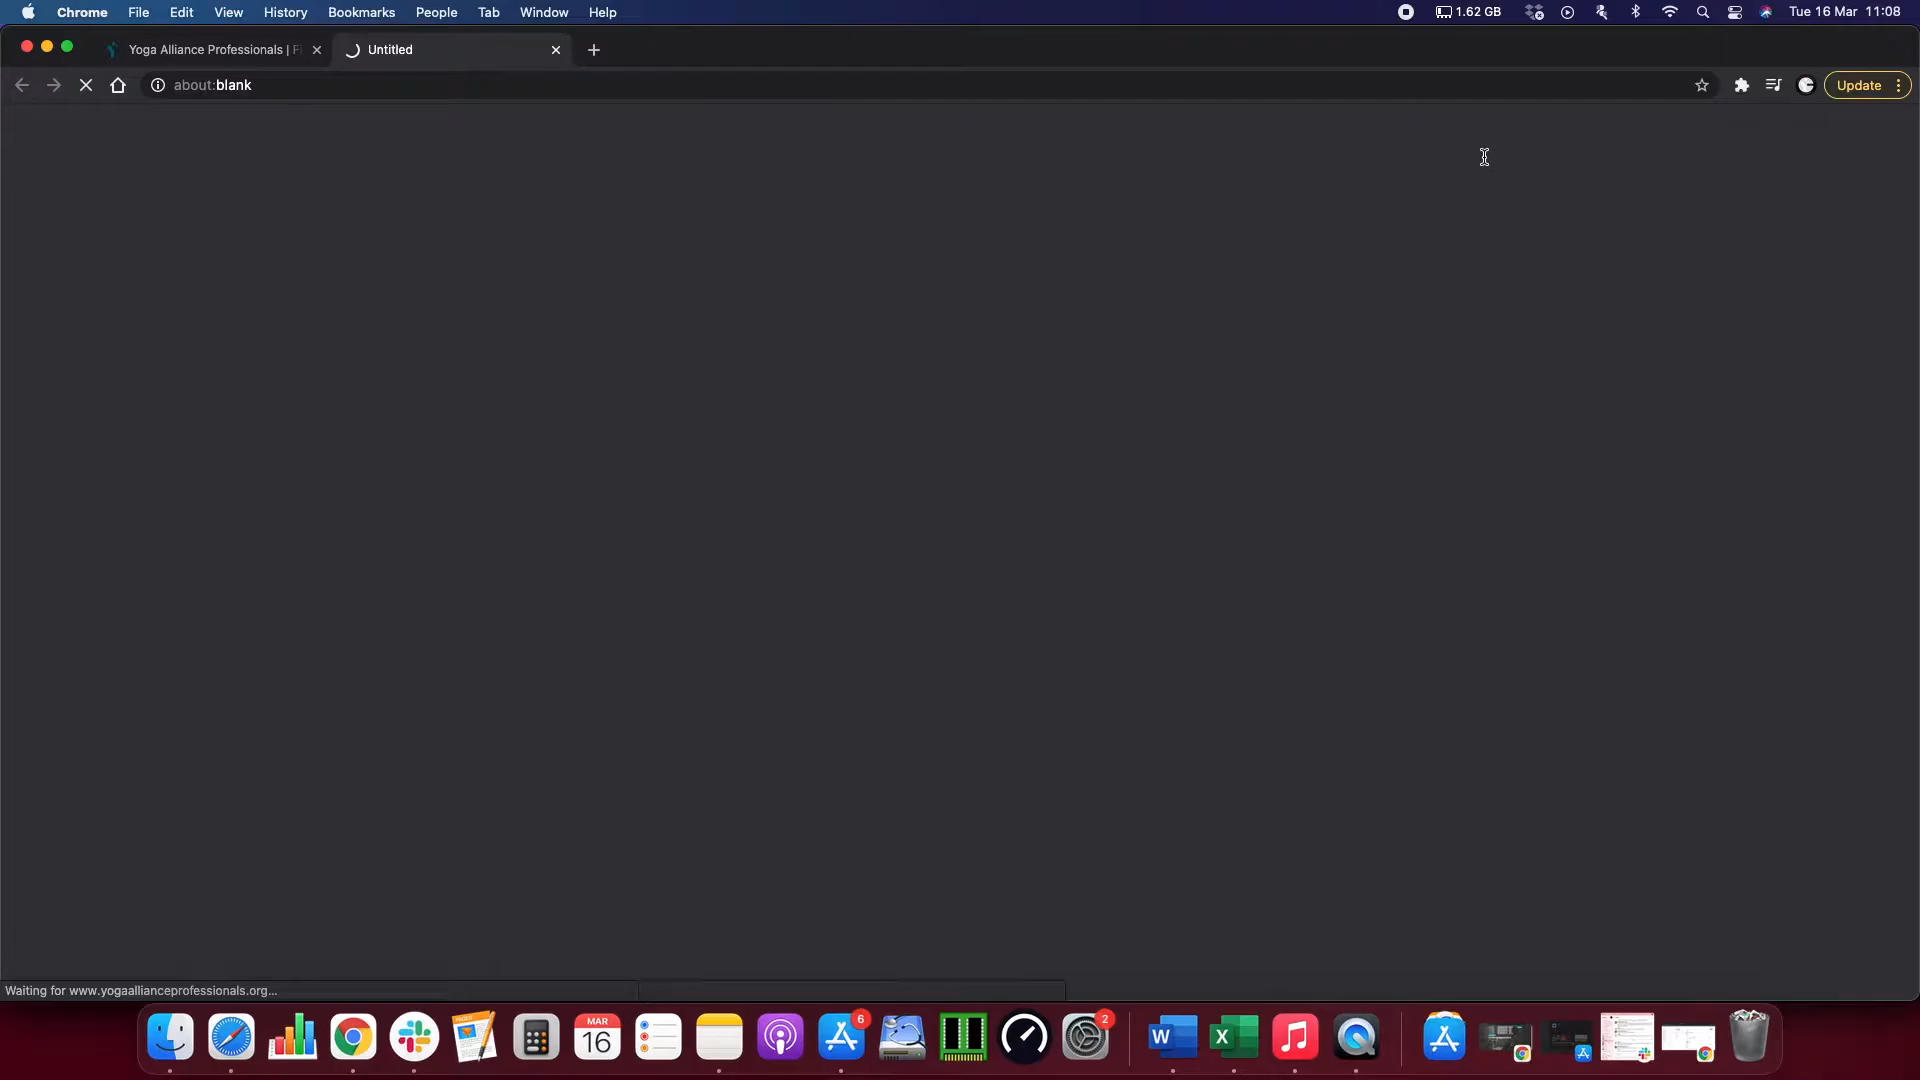 Chrome File Edit View History Bookmarks People Tab Window Help 1.62 GB Tue 16 Mar 11:08
Yoga Alliance Professionals | Untitled
about:blank Update
Waiting for www.yogaallianceprofessionals.org...
MAR
16
6
2
W
X